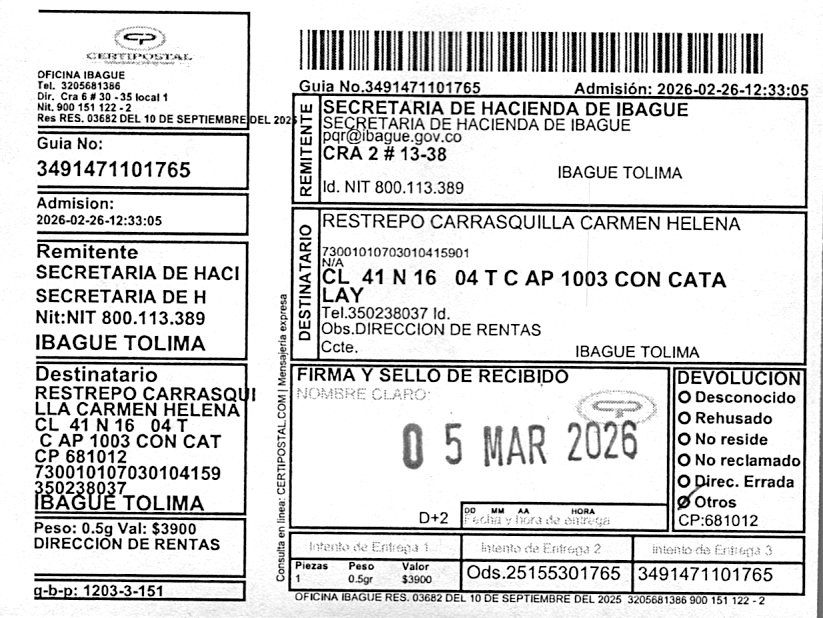 CERTIPOSTAL
OFICINA IBAGUE
Tel. 3205681386
Dir. Cra 6 # 30 - 35 local 1
Nit. 900 151 122 - 2
Res RES. 03682 DEL 10 DE SEPTIEMBRE DEL 2025
Guia No:
3491471101765
Admision:
2026-02-26-12:33:05
Remitente
SECRETARIA DE HACI
SECRETARIA DE H
Nit:NIT 800.113.389
IBAGUE TOLIMA
Destinatario
RESTREPO CARRASQUI
LLA CARMEN HELENA
CL 41 N 16 04 T
C AP 1003 CON CAT
CP 681012
730010107030104159
350238037
IBAGUE TOLIMA
Peso: 0.5g Val: $3900
DIRECCION DE RENTAS
q-b-p: 1203-3-151
Consulta en linea: CERTIPOSTAL.COM | Mensajeria expresa
Guia No.3491471101765 Admisión: 2026-02-26-12:33:05
REMITENTE
SECRETARIA DE HACIENDA DE IBAGUE
SECRETARIA DE HACIENDA DE IBAGUE
pqr@ibague.gov.co
CRA 2 # 13-38
IBAGUE TOLIMA
Id. NIT 800.113.389
DESTINATARIO
RESTREPO CARRASQUILLA CARMEN HELENA
73001010703010415901
N/A
CL 41 N 16 04 T C AP 1003 CON CATA
LAY
Tel.350238037 Id.
Obs.DIRECCION DE RENTAS
Ccte. IBAGUE TOLIMA
FIRMA Y SELLO DE RECIBIDO
NOMBRE CLARO:
05 MAR 2026
D+2
DD MM AA HORA
Fecha y hora de entrega
DEVOLUCION
Desconocido
Rehusado
No reside
No reclamado
Direc. Errada
Otros
CP:681012
Intento de Entrega 1 Intento de Entrega 2 Intento de Entrega 3
Piezas Peso Valor
1 0.5gr $3900
Ods.25155301765 3491471101765
OFICINA IBAGUE RES. 03682 DEL 10 DE SEPTIEMBRE DEL 2025 3205681386 900 151 122 - 2